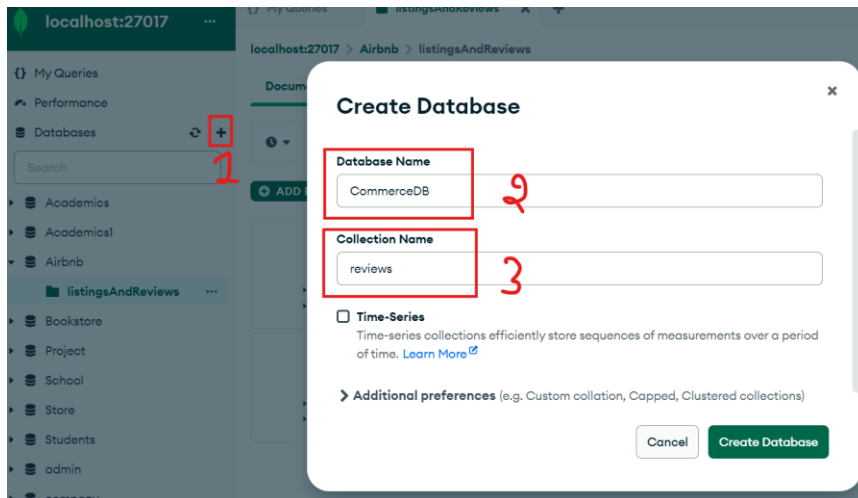 localhost:27017
My Queries
listingsAndReviews
localhost:27017 > Airbnb > listingsAndReviews
{} My Queries
Performance
Databases
1
Search
Academics
Academics1
Airbnb
listingsAndReviews
Bookstore
Project
School
Store
Students
admin
company
Docum
ADD
Create Database
Database Name
CommerceDB
2
Collection Name
reviews
3
Time-Series
Time-series collections efficiently store sequences of measurements over a period
of time. Learn More
Additional preferences (e.g. Custom collation, Capped, Clustered collections)
Cancel
Create Database